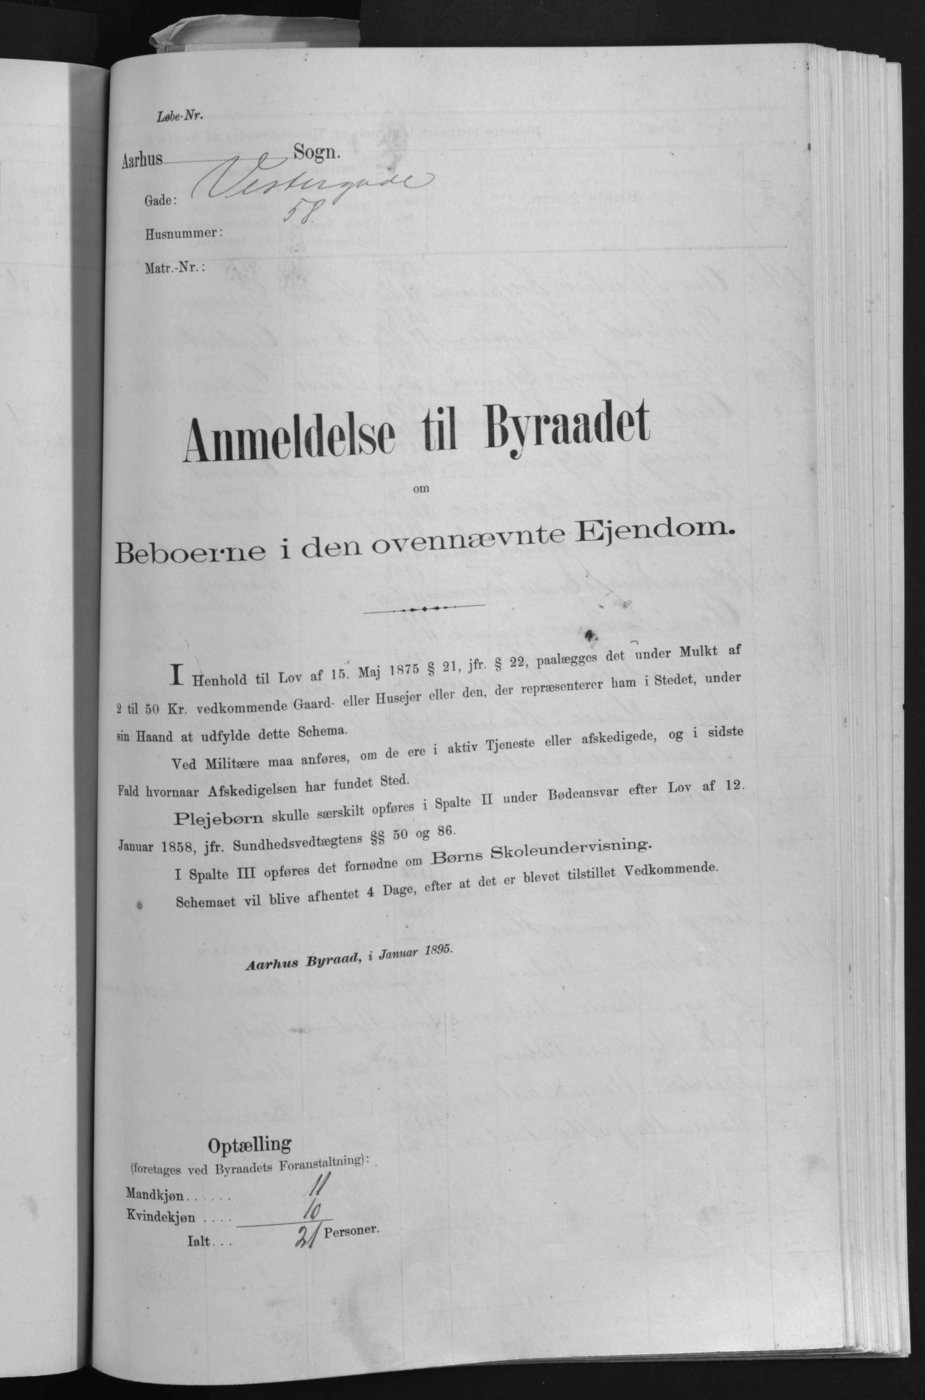 Løbe-Nr.
Aarhus Sogn.
Gade: Vestergade
58.
Husnummer:
Matr.-Nr.:
Anmeldelse til Byraadet
om
Beboerne i den ovennævnte Ejendom.
I Henhold til Lov af 15. Maj 1875 § 21, jfr. § 22, paalægges det under Mulkt af
2 til 50 Kr. vedkommende Gaard- eller Husejer eller den, der repræsenterer ham i Stedet, under
sin Haand at udfylde dette Schema.
Ved Militære maa anføres, om de ere i aktiv Tjeneste eller afskedigede, og i sidste
Fald hvornaar Afskedigelsen har fundet Sted.
Plejebørn skulle særskilt opføres i Spalte II under Bødeansvar efter Lov af 12.
Januar 1858, jfr. Sundhedsvedtægtens §§ 50 og 86.
I Spalte III opføres det fornødne om Børns Skoleundervisning.
Schemaet vil blive afhentet 4 Dage, efter at det er blevet tilstillet Vedkommende.
Aarhus Byraad, i Januar 1895.
Optælling
(foretages ved Byraadets Foranstaltning):
Mandkjøn...... 11
Kvindekjøn .... 10
Ialt... 21 Personer.